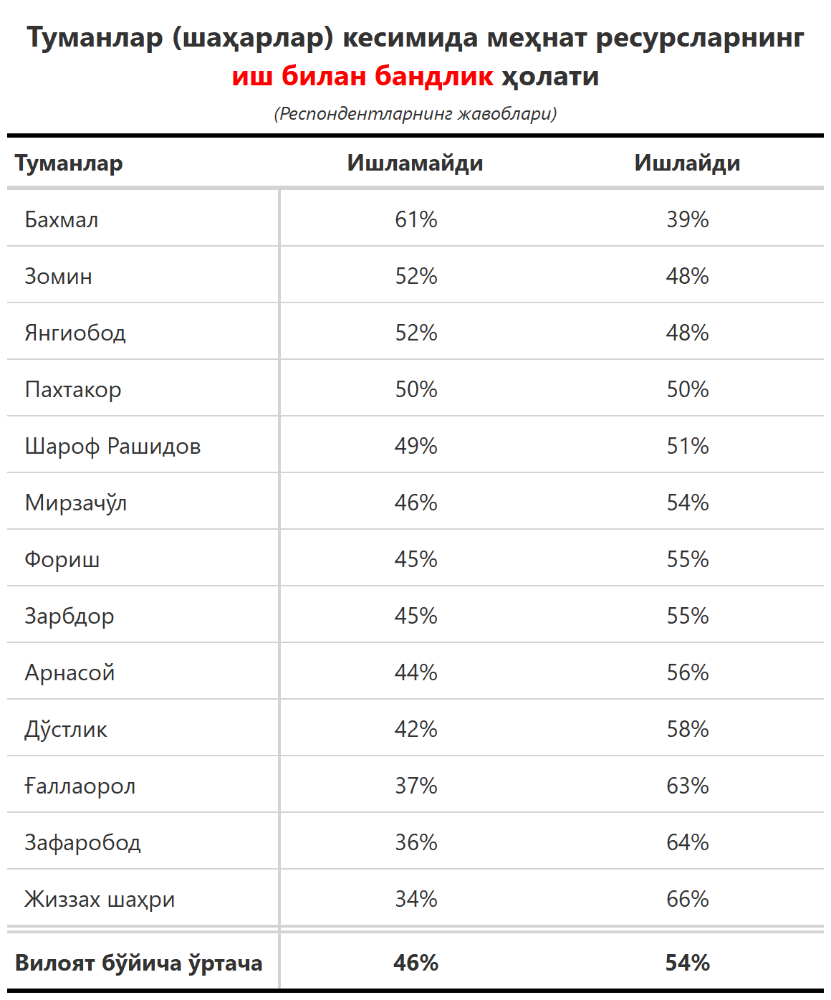 Туманлар (шаҳарлар) кесимида меҳнат ресурсларнинг
иш билан бандлик ҳолати
(Респондентларнинг жавоблари)
Туманлар Ишламайди Ишлайди
Бахмал 61% 39%
Зомин 52% 48%
Янгиобод 52% 48%
Пахтакор 50% 50%
Шароф Рашидов 49% 51%
Мирзачўл 46% 54%
Фориш 45% 55%
Зарбдор 45% 55%
Арнасой 44% 56%
Дўстлик 42% 58%
Ғаллаорол 37% 63%
Зафаробод 36% 64%
Жиззах шаҳри 34% 66%
Вилоят бўйича ўртача 46% 54%